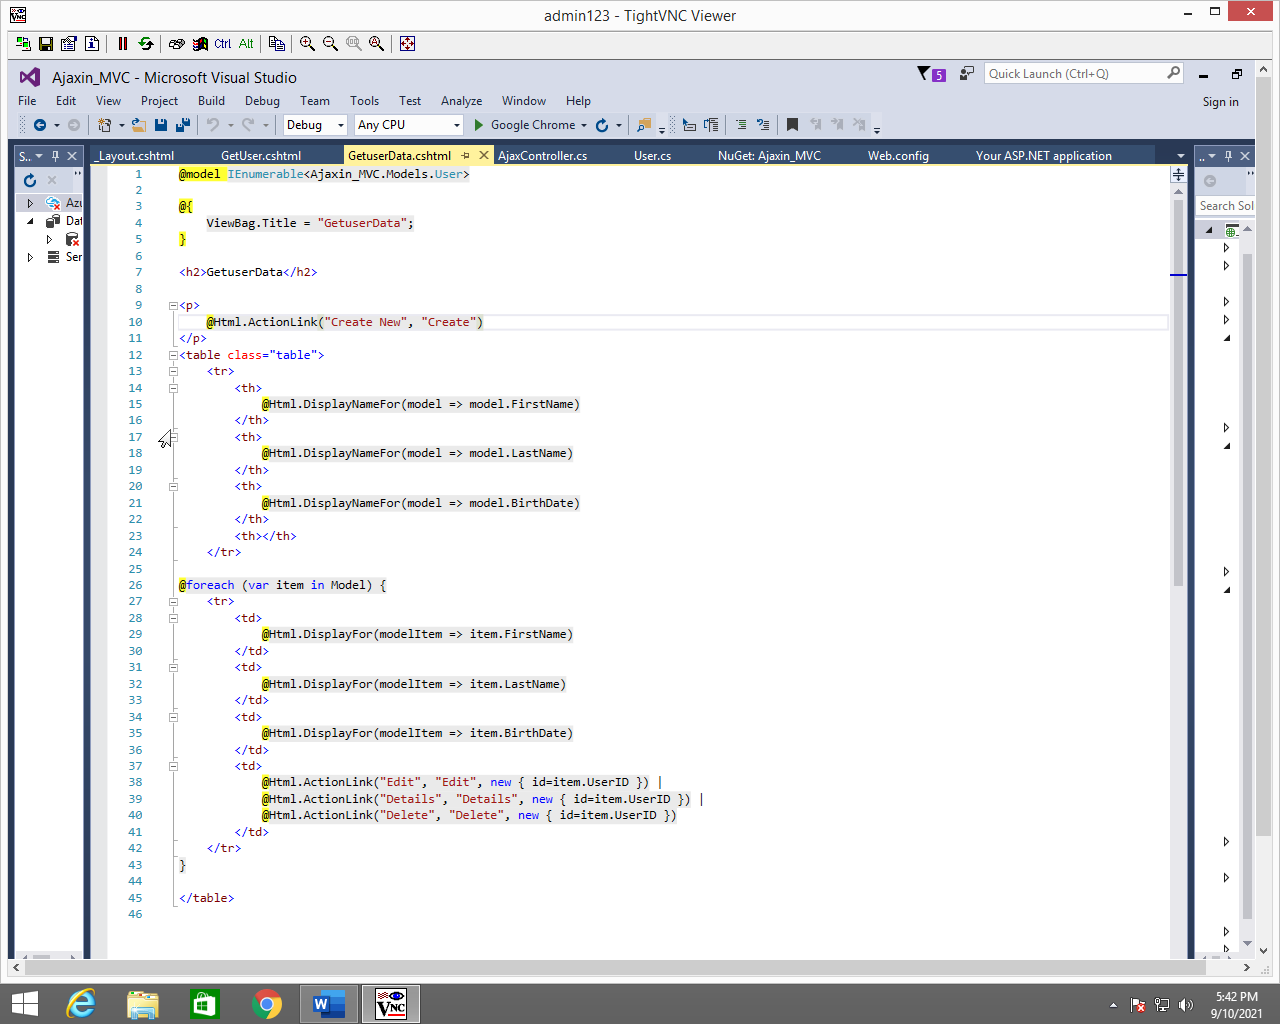 admin123 - TightVNC Viewer
Ctrl Alt
Ajaxin_MVC - Microsoft Visual Studio
5
Quick Launch (Ctrl+Q)
File Edit View Project Build Debug Team Tools Test Analyze Window Help
Sign in
Debug Any CPU Google Chrome
S.. _Layout.cshtml GetUser.cshtml GetuserData.cshtml AjaxController.cs User.cs NuGet: Ajaxin_MVC Web.config Your ASP.NET application ..
Search Sol
Azu
Dat
Ser
1 @model IEnumerable<Ajaxin_MVC.Models.User>
2
3 @{
4 ViewBag.Title = "GetuserData";
5 }
6
7 <h2>GetuserData</h2>
8
9 <p>
10 @Html.ActionLink("Create New", "Create")
11 </p>
12 <table class="table">
13 <tr>
14 <th>
15 @Html.DisplayNameFor(model => model.FirstName)
16 </th>
17 <th>
18 @Html.DisplayNameFor(model => model.LastName)
19 </th>
20 <th>
21 @Html.DisplayNameFor(model => model.BirthDate)
22 </th>
23 <th></th>
24 </tr>
25
26 @foreach (var item in Model) {
27 <tr>
28 <td>
29 @Html.DisplayFor(modelItem => item.FirstName)
30 </td>
31 <td>
32 @Html.DisplayFor(modelItem => item.LastName)
33 </td>
34 <td>
35 @Html.DisplayFor(modelItem => item.BirthDate)
36 </td>
37 <td>
38 @Html.ActionLink("Edit", "Edit", new { id=item.UserID }) |
39 @Html.ActionLink("Details", "Details", new { id=item.UserID }) |
40 @Html.ActionLink("Delete", "Delete", new { id=item.UserID })
41 </td>
42 </tr>
43 }
44
45 </table>
46
5:42 PM
9/10/2021